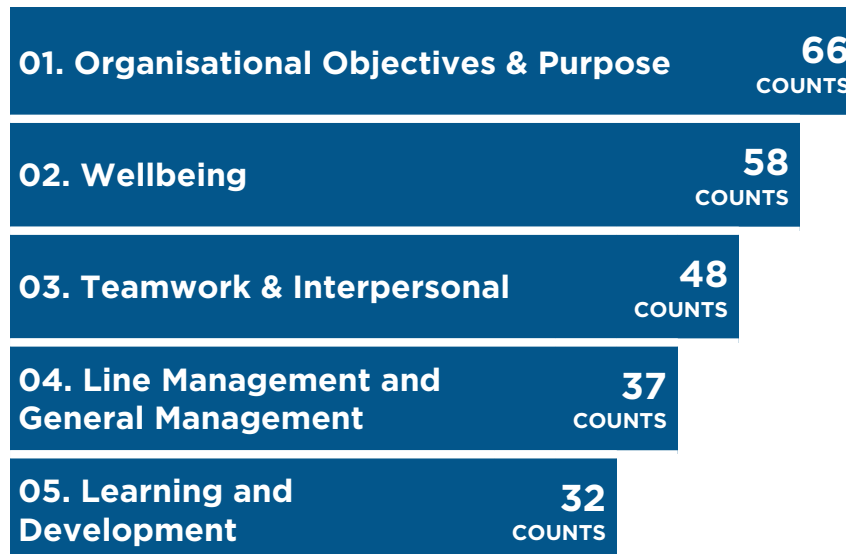 01. Organisational Objectives & Purpose
66
COUNTS
02. Wellbeing
58
COUNTS
03. Teamwork & Interpersonal
48
COUNTS
04. Line Management and
General Management
37
COUNTS
05. Learning and
Development
32
COUNTS